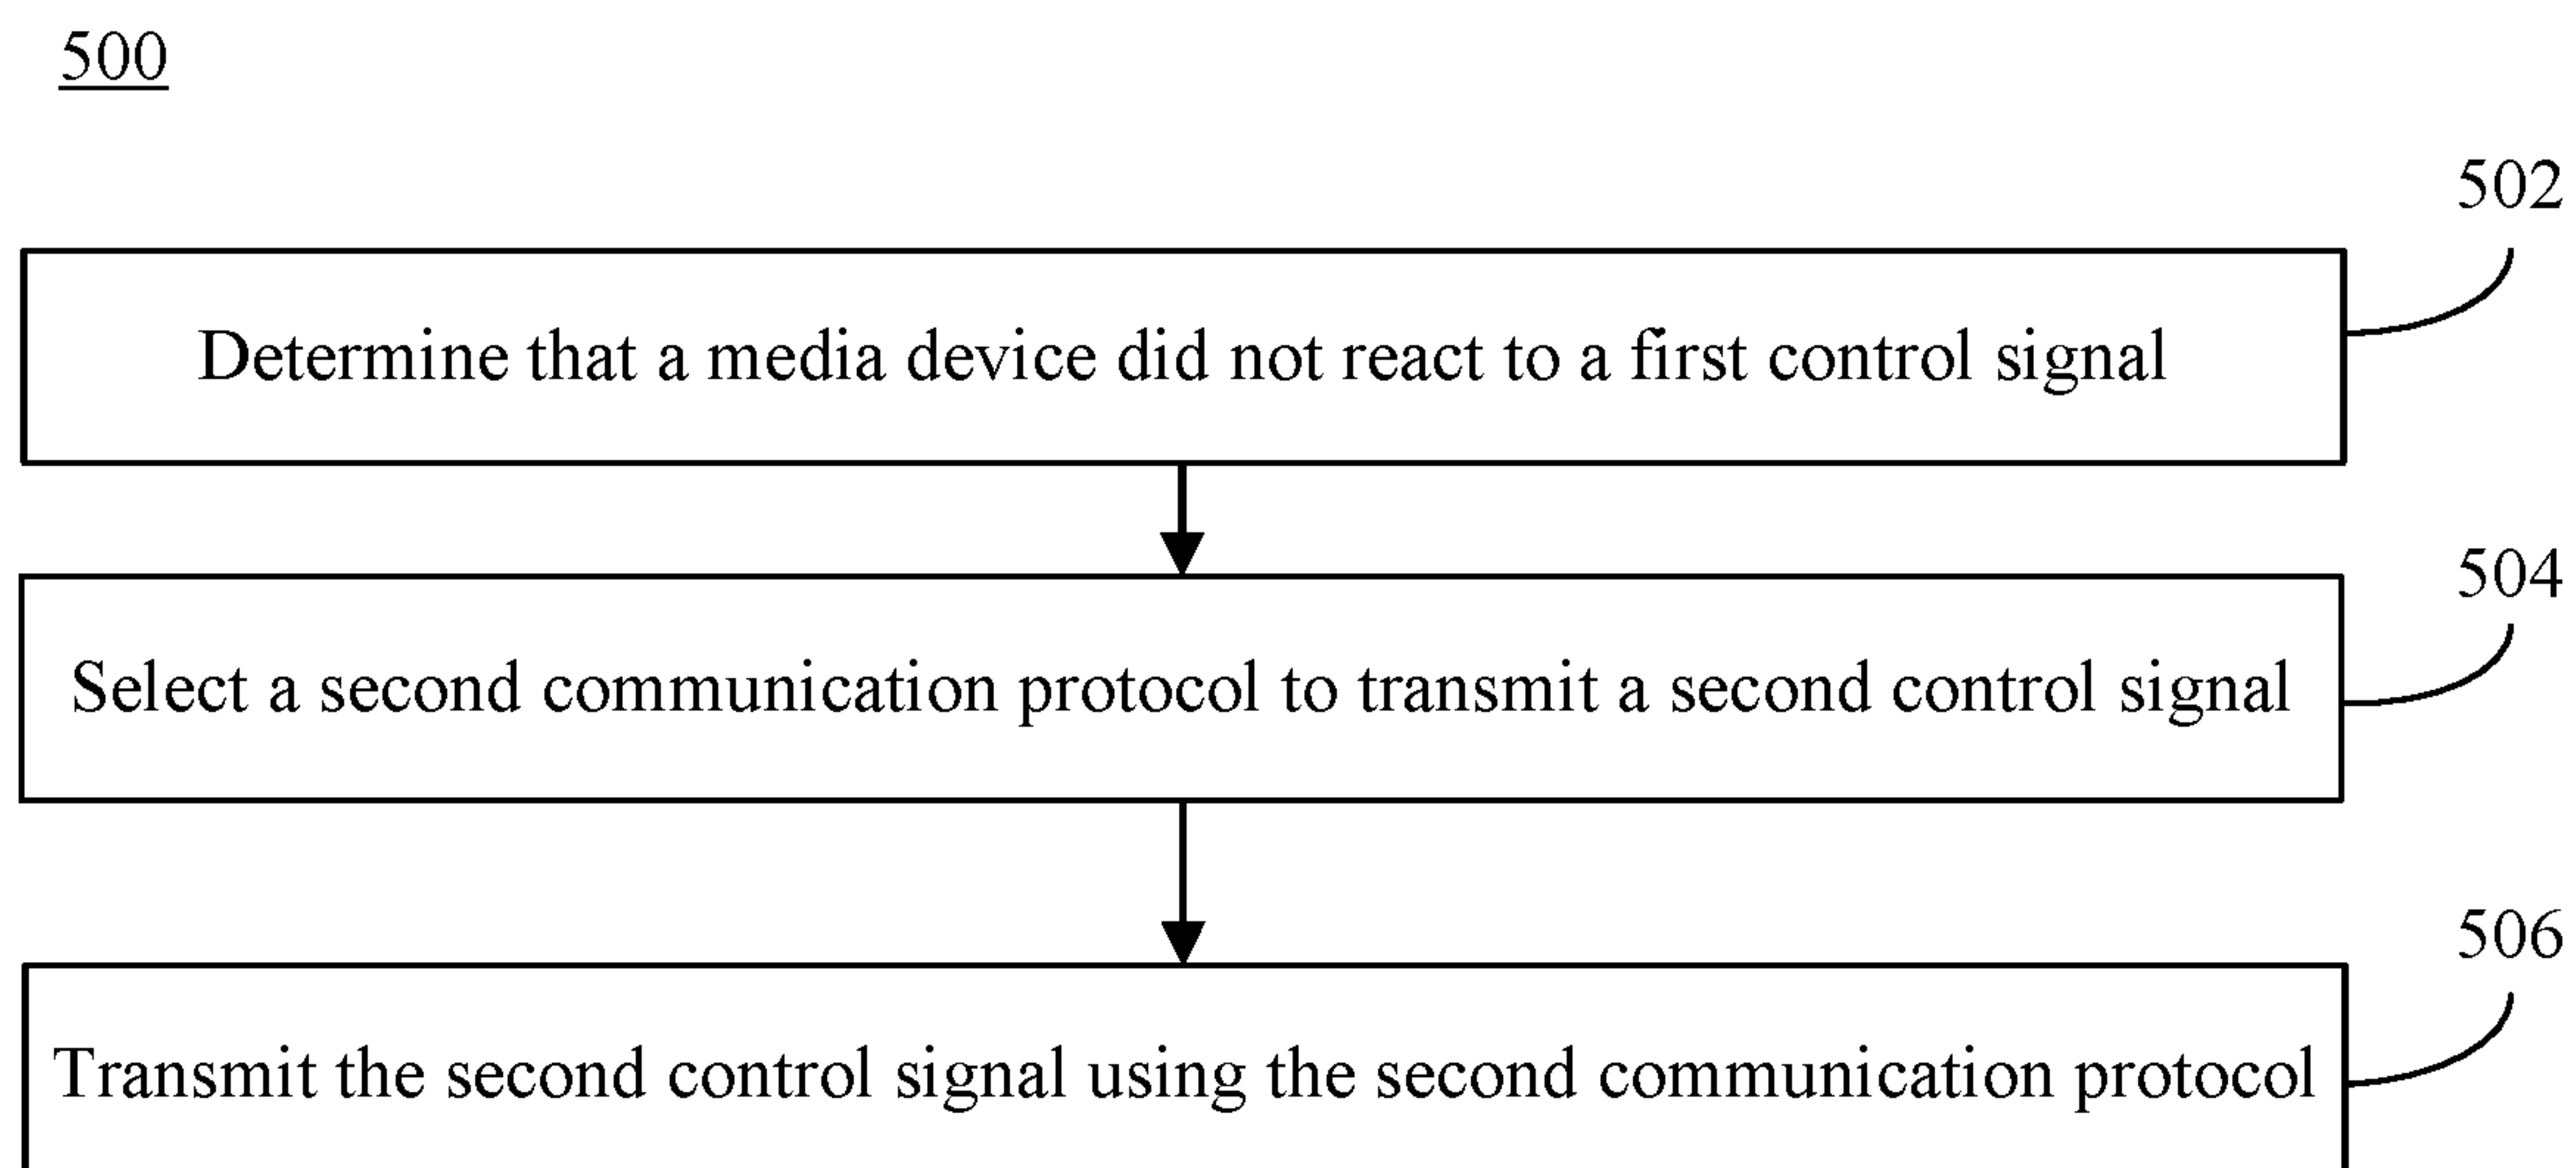 500
502
Determine that a media device did not react to a first control signal
504
Select a second communication protocol to transmit a second control signal
506
Transmit the second control signal using the second communication protocol